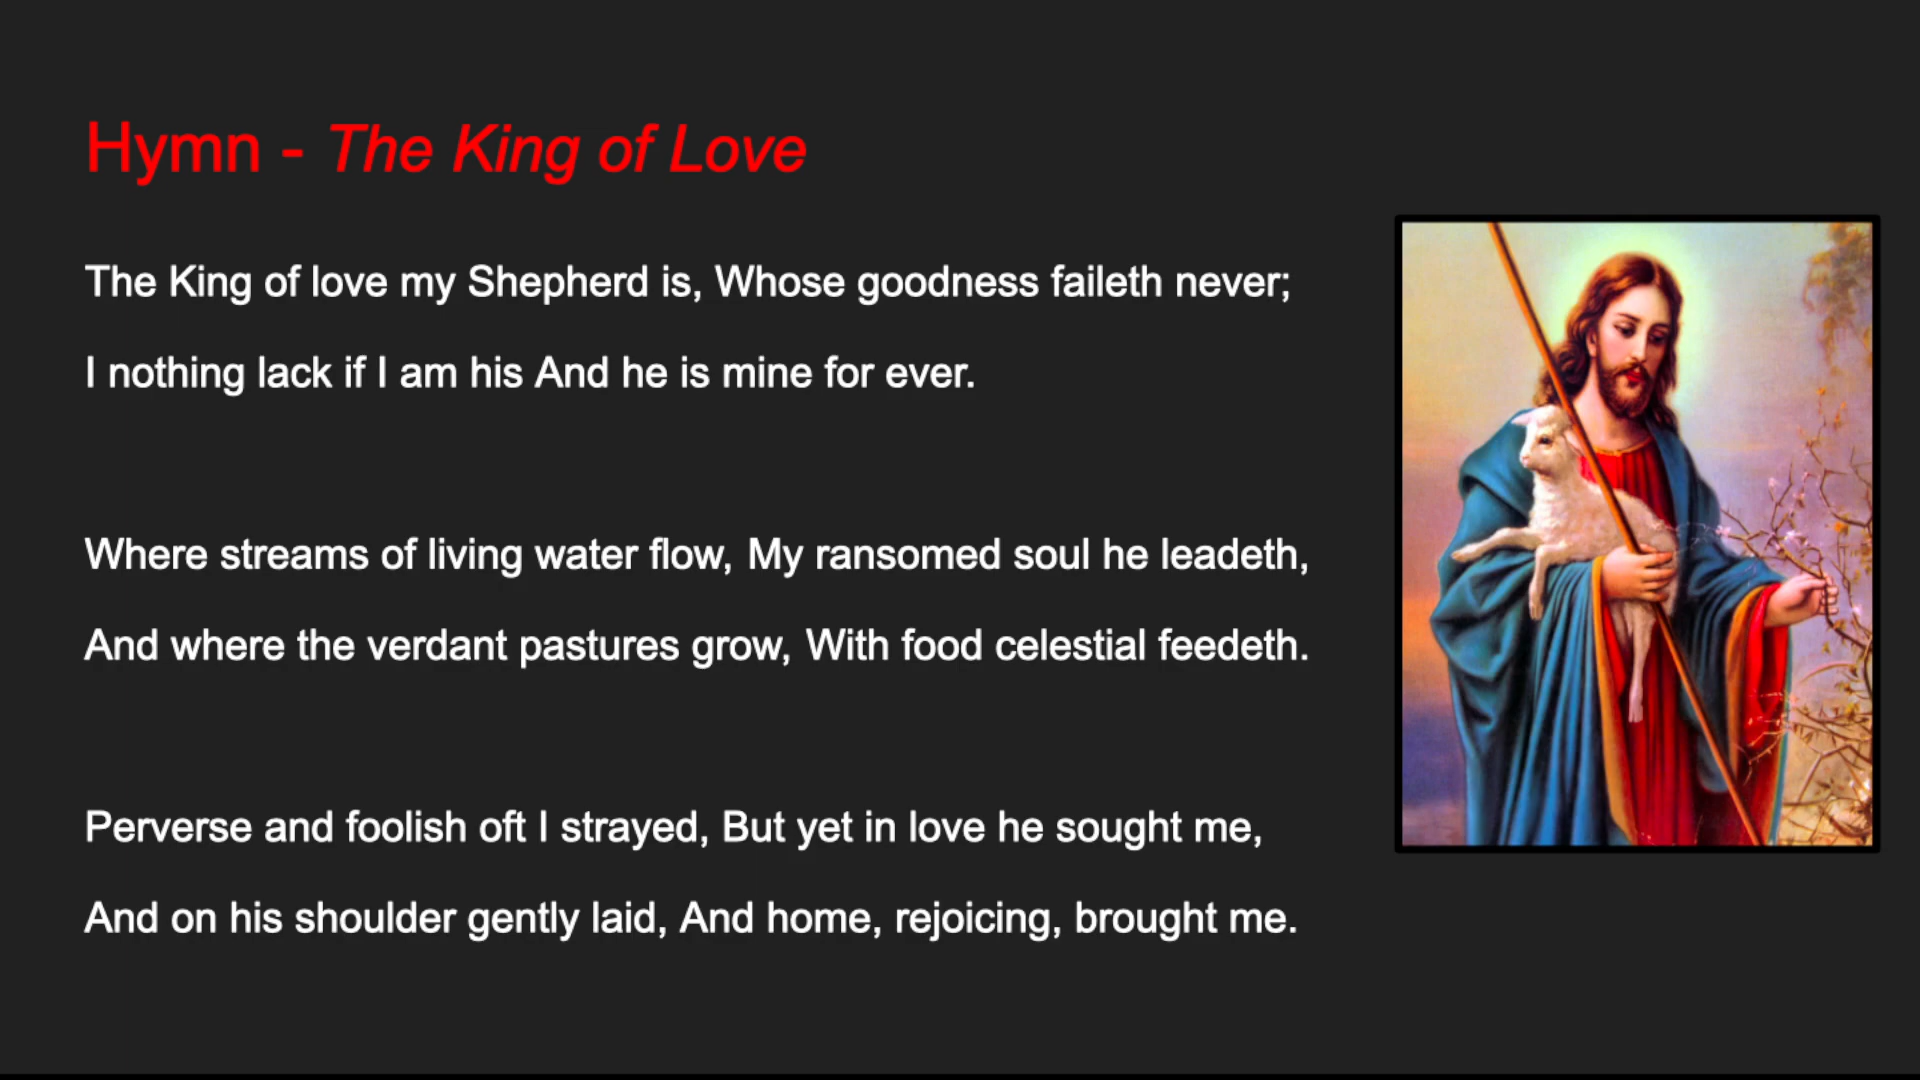 Hymn - The King of Love
The King of love my Shepherd is, Whose goodness faileth never;
I nothing lack if I am his And he is mine for ever.
Where streams of living water flow, My ransomed soul he leadeth,
And where the verdant pastures grow, With food celestial feedeth.
Perverse and foolish oft I strayed, But yet in love he sought me,
And on his shoulder gently laid, And home, rejoicing, brought me.